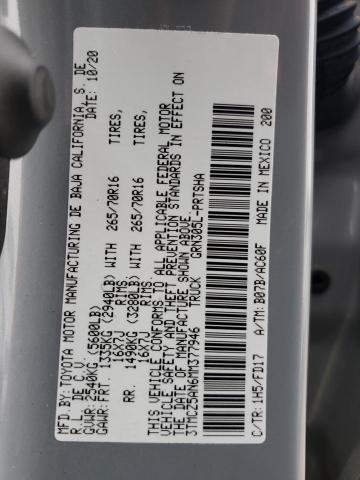 MFD.BY:TOYOTA MOTOR MANUFACTURING DE BAJA CALIFORNIA, S. DE
R.L. DE C.V. DATE: 10/20
GVWR: 2540KG (5600LB)
GAWR:FRT. 1335KG (2940LB) WITH 265/70R16 TIRES,
16X7J RIMS
RR. 1490KG (3280LB) WITH 265/70R16 TIRES,
16X7J RIMS
THIS VEHICLE CONFORMS TO ALL APPLICABLE FEDERAL MOTOR
VEHICLE SAFETY AND THEFT PREVENTION STANDARDS IN EFFECT ON
THE DATE OF MANUFACTURE SHOWN ABOVE.
3TMCZ5AN6MM377946 TRUCK GRN305L-PRTSHA
C/TR: 1H5/FD17 A/TM: B07B/AC60F MADE IN MEXICO 200